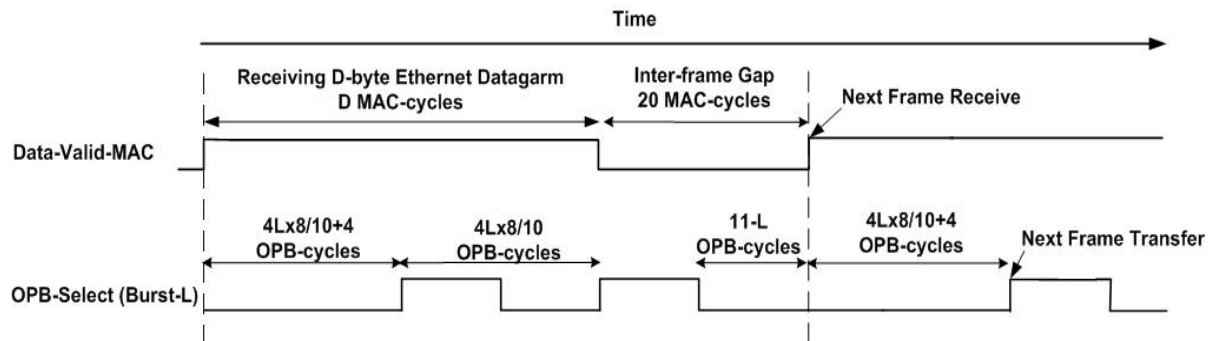 Time
Receiving D-byte Ethernet Datagarm
D MAC-cycles
Inter-frame Gap
20 MAC-cycles
Next Frame Receive
Data-Valid-MAC
4Lx8/10+4
OPB-cycles
4Lx8/10
OPB-cycles
11-L
OPB-cycles
4Lx8/10+4
OPB-cycles
Next Frame Transfer
OPB-Select (Burst-L)